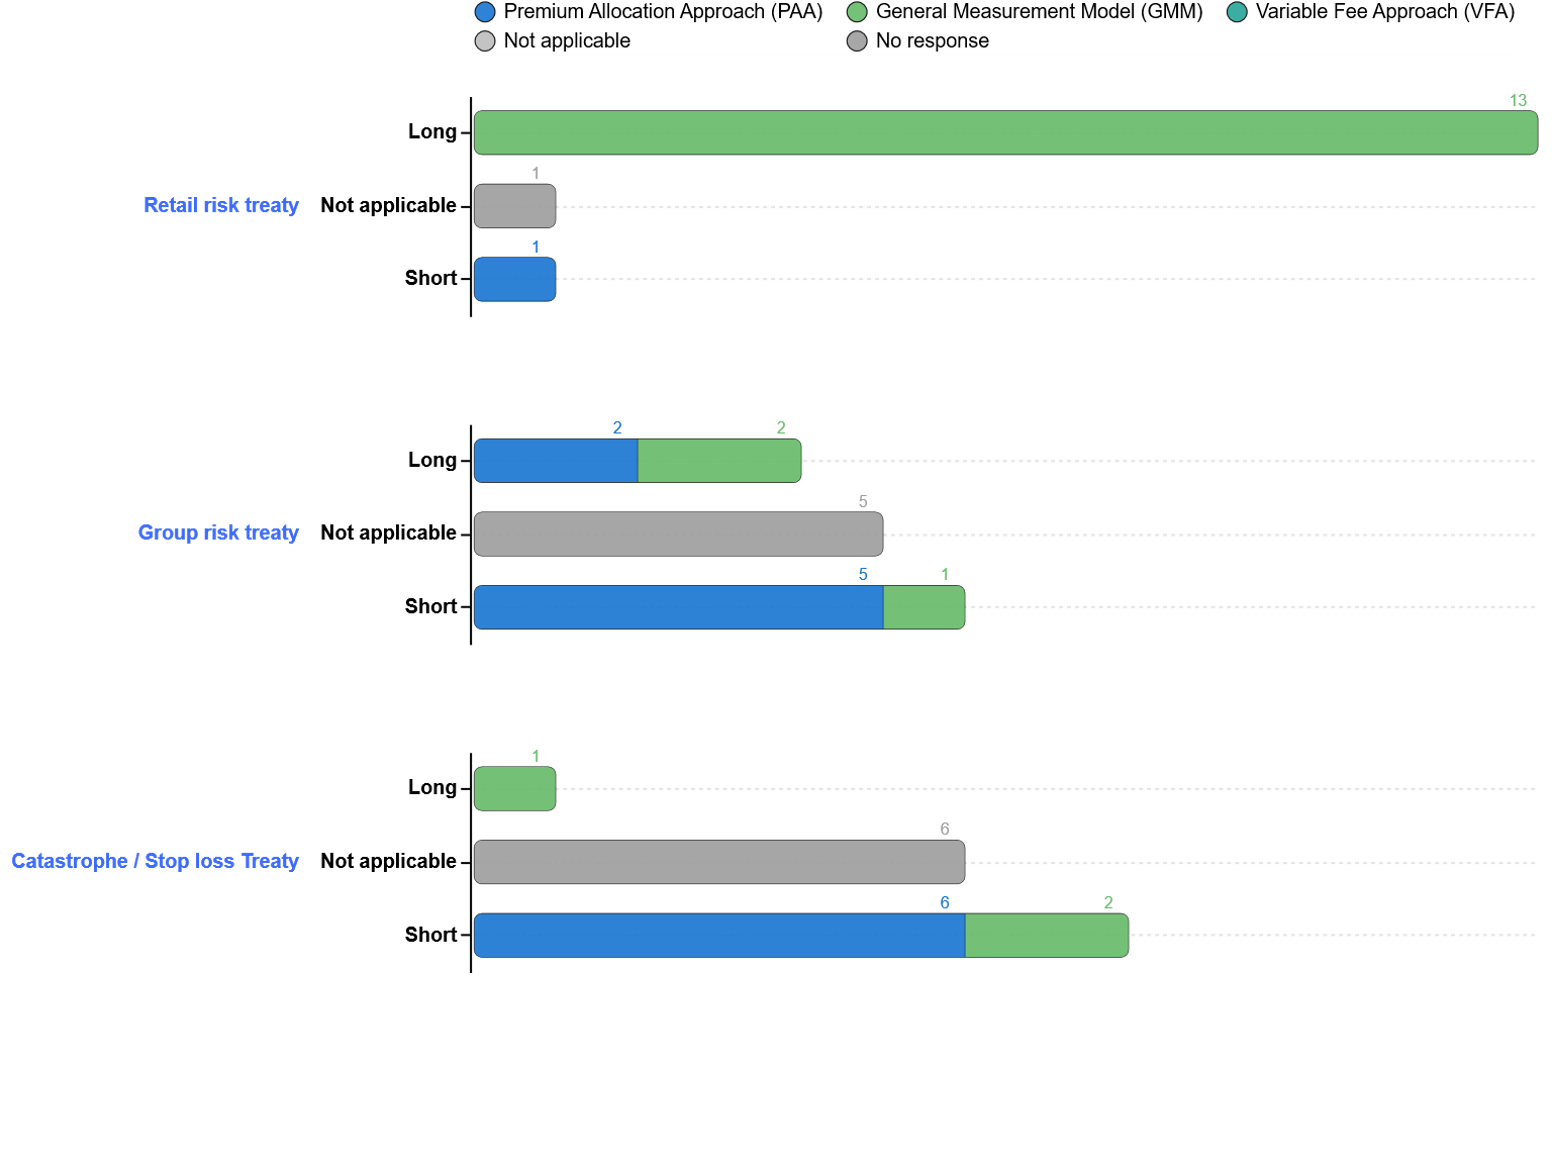 Premium Allocation Approach (PAA) General Measurement Model (GMM) Variable Fee Approach (VFA)
Not applicable No response
13
Long
1
Retail risk treaty Not applicable
1
Short
2 2
Long
5
Group risk treaty Not applicable
5 1
Short
1
Long
6
Catastrophe / Stop loss Treaty Not applicable
6 2
Short